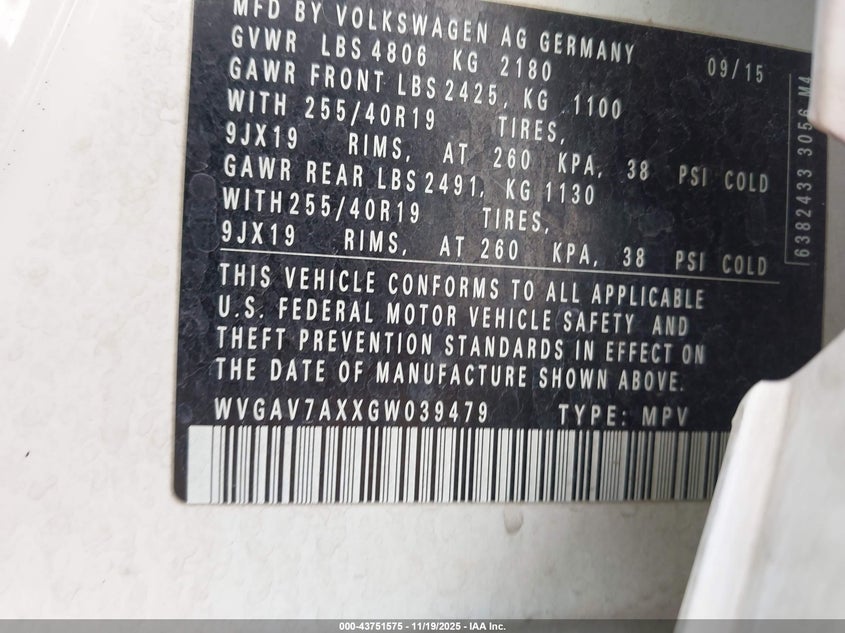 MFD BY VOLKSWAGEN AG GERMANY
GVWR LBS 4806 KG 2180 09/15
GAWR FRONT LBS 2425, KG 1100
WITH 255/40R19 TIRES,
9JX19 RIMS, AT 260 KPA, 38 PSI COLD
GAWR REAR LBS 2491, KG 1130
WITH 255/40R19 TIRES,
9JX19 RIMS, AT 260 KPA, 38 PSI COLD
THIS VEHICLE CONFORMS TO ALL APPLICABLE
U.S. FEDERAL MOTOR VEHICLE SAFETY AND
THEFT PREVENTION STANDARDS IN EFFECT ON
THE DATE OF MANUFACTURE SHOWN ABOVE.
WVGAV7AXXGW039479 TYPE: MPV
6382433 3056 M4
000-43751575 - 11/19/2025 - IAA Inc.